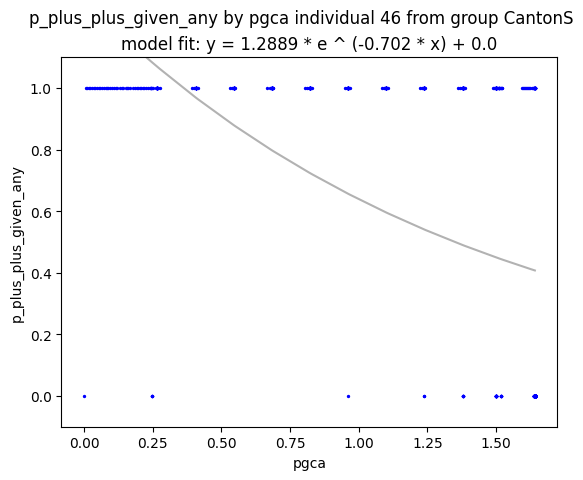 p_plus_plus_given_any by pgca individual 46 from group CantonS
model fit: y = 1.2889 * e ^ (-0.702 * x) + 0.0
p_plus_plus_given_any
1.0
0.8
0.6
0.4
0.2
0.0
0.00 0.25 0.50 0.75 1.00 1.25 1.50
pgca